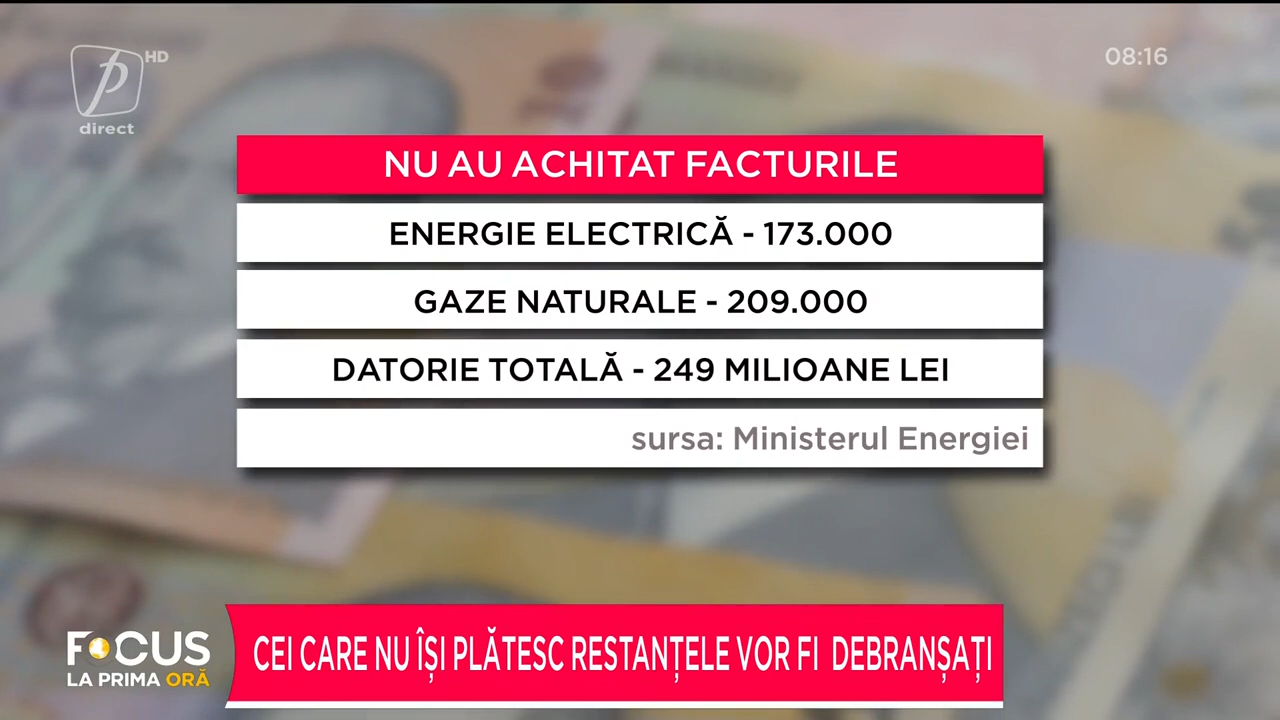 HD
direct
08:16
NU AU ACHITAT FACTURILE
ENERGIE ELECTRICĂ - 173.000
GAZE NATURALE - 209.000
DATORIE TOTALĂ - 249 MILIOANE LEI
sursa: Ministerul Energiei
FOCUS
LA PRIMA ORĂ
CEI CARE NU ÎȘI PLĂTESC RESTANȚELE VOR FI DEBRANȘAȚI